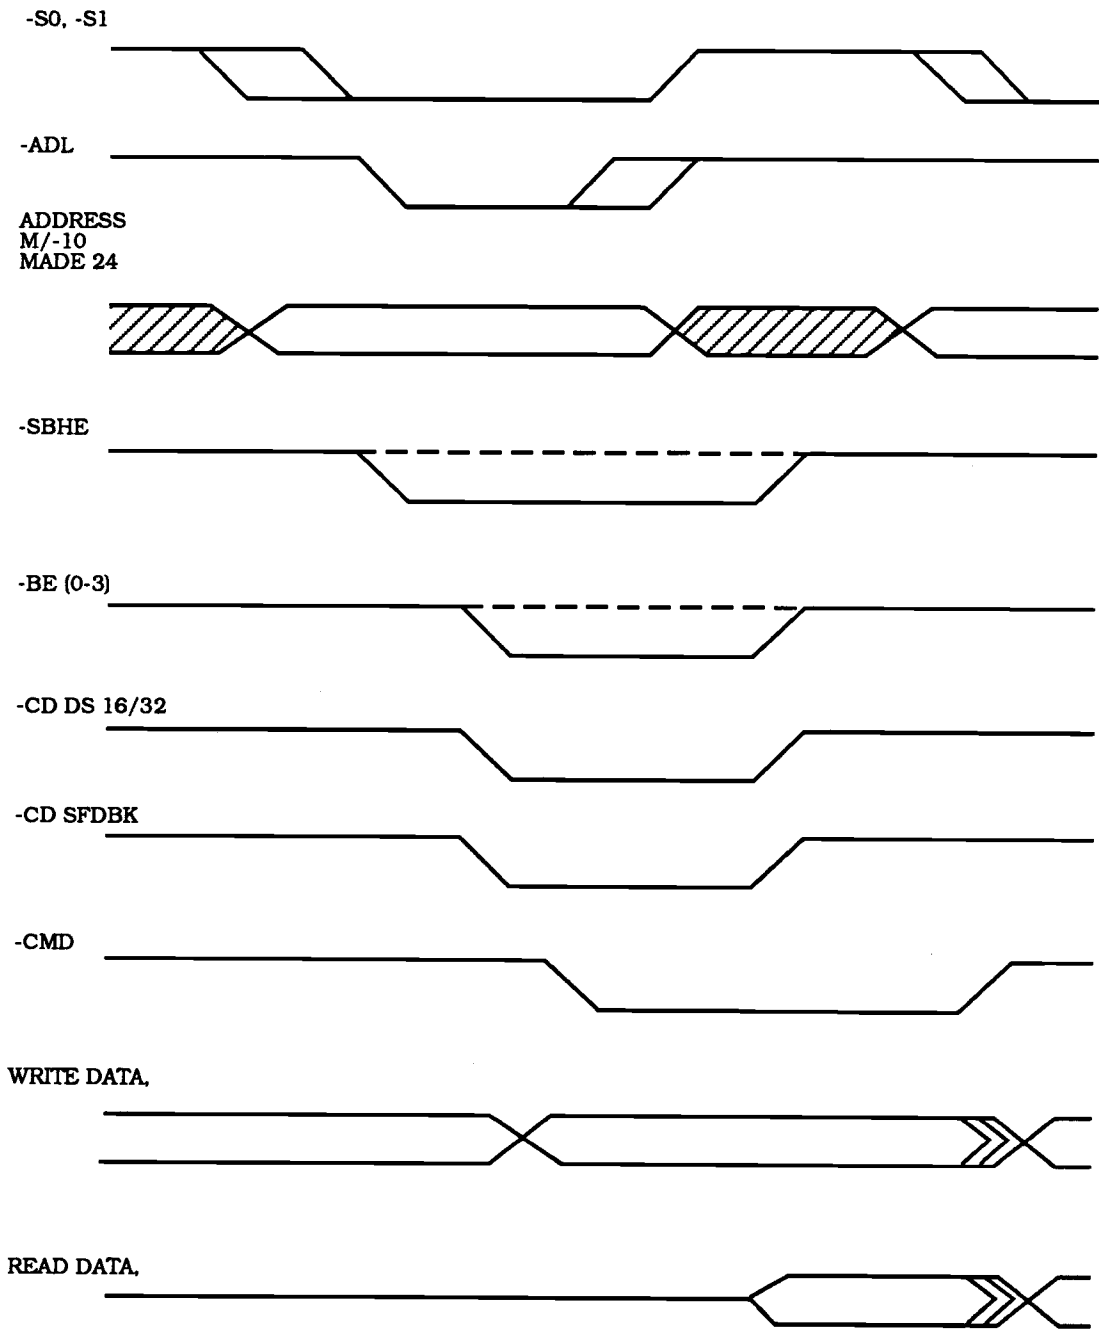 -S0, -S1
-ADL
ADDRESS
M/-10
MADE 24
-SBHE
-BE (0-3)
-CD DS 16/32
-CD SFDBK
-CMD
WRITE DATA,
READ DATA,